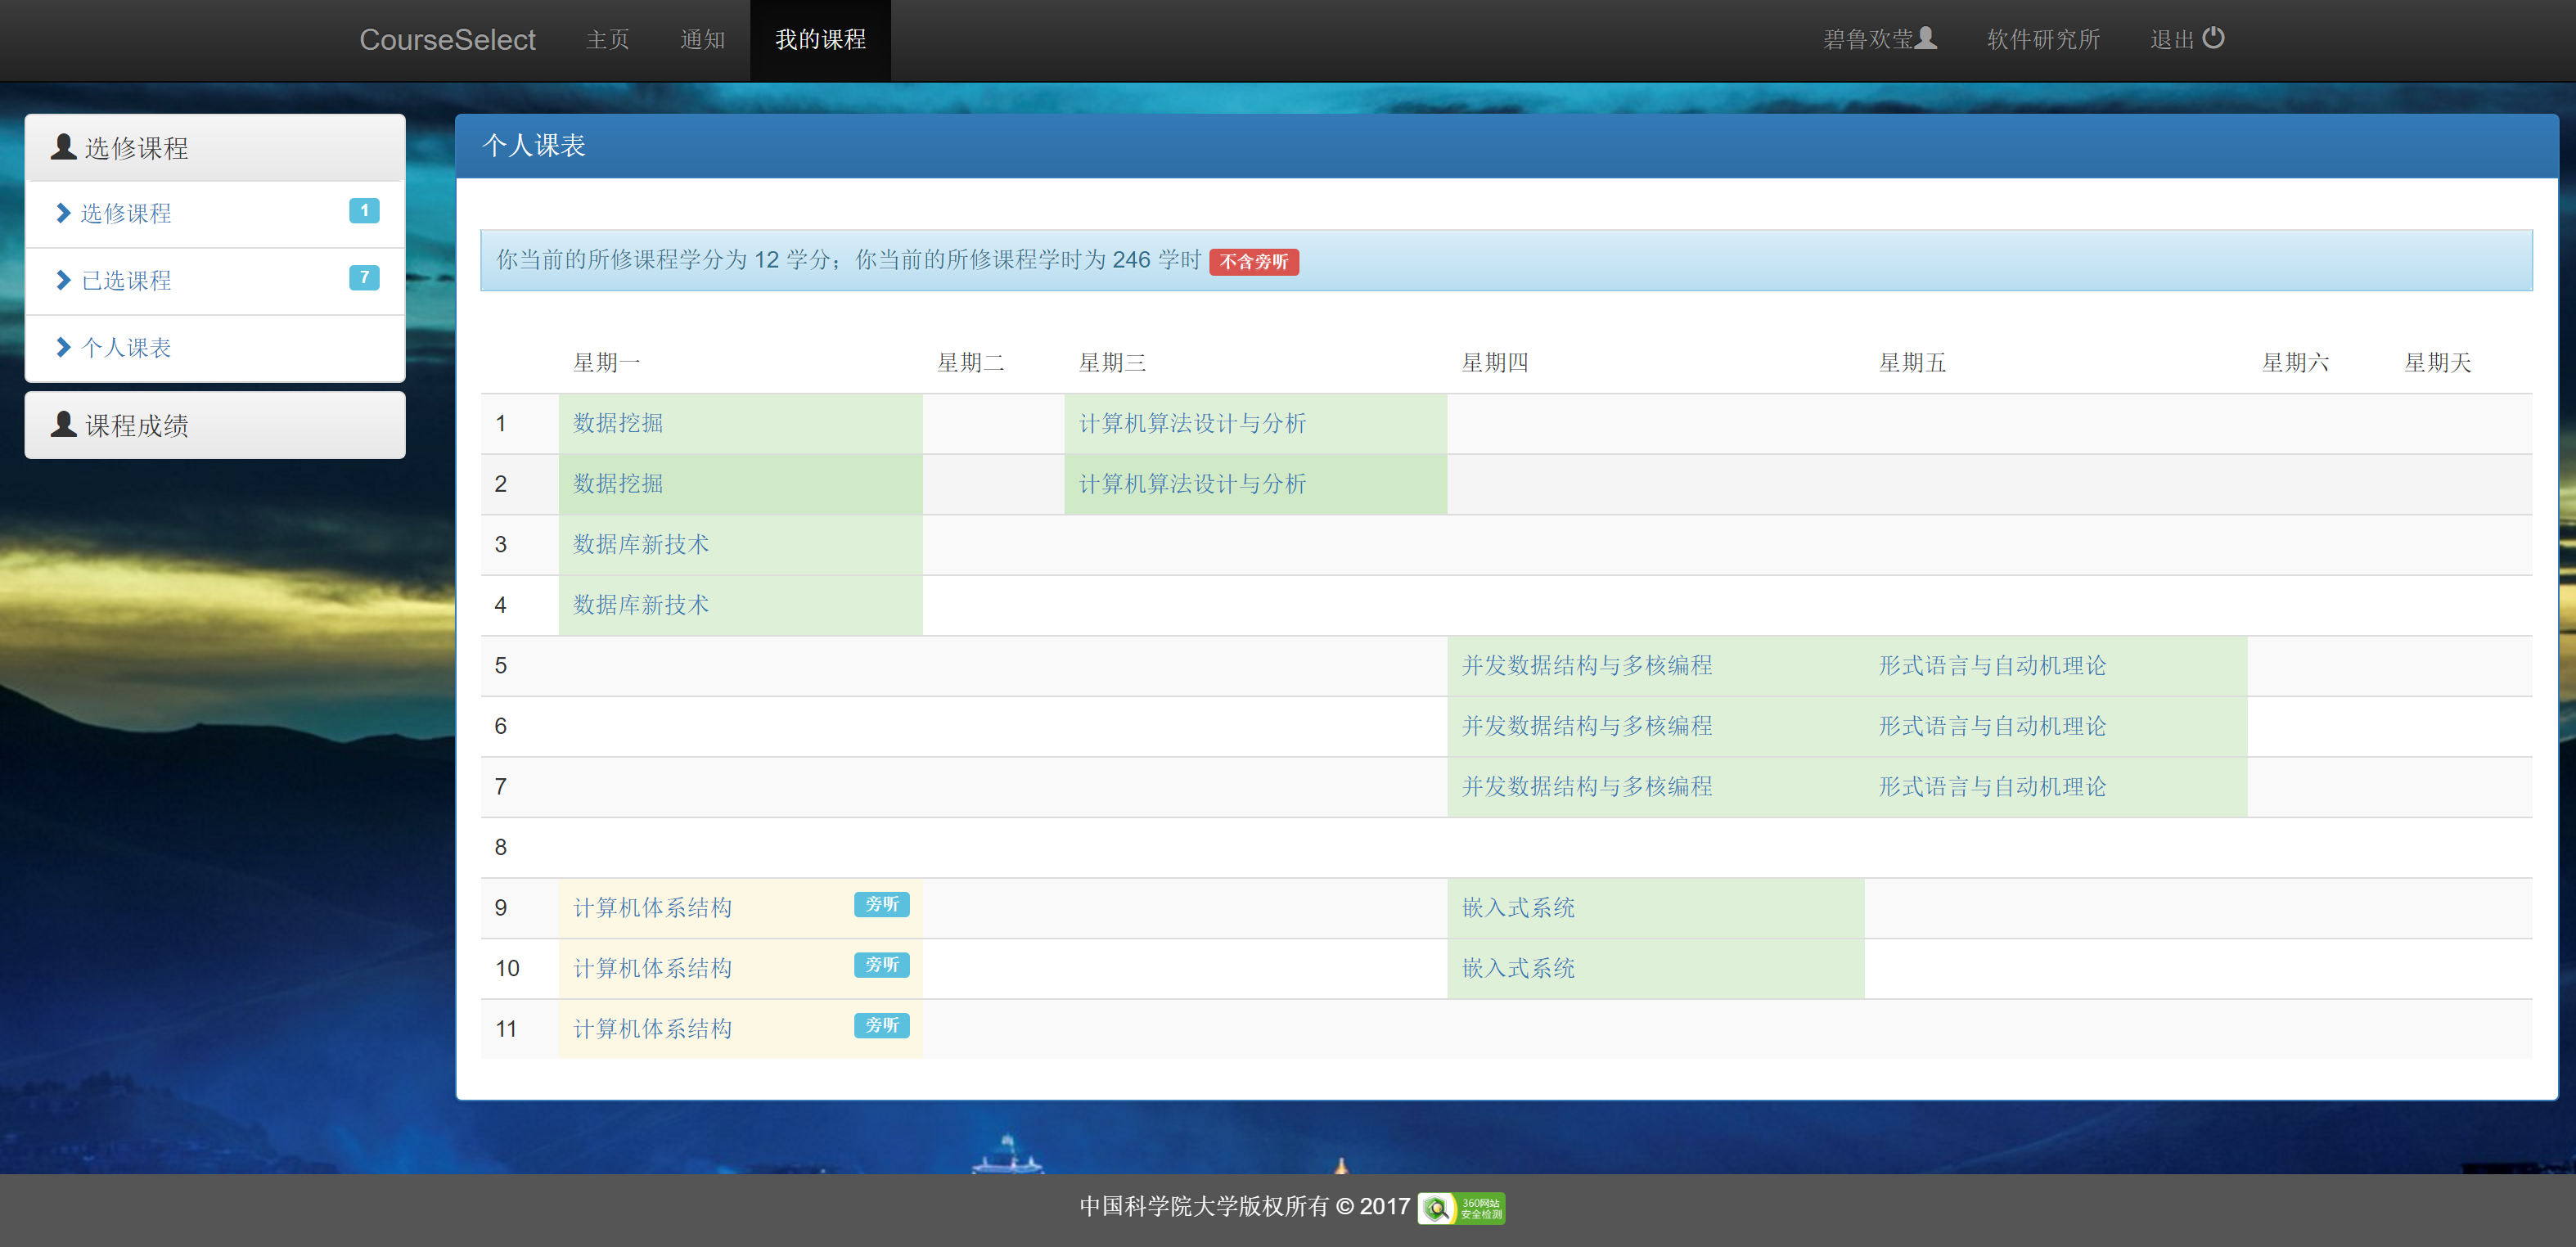 CourseSelect 主页 通知 我的课程 碧鲁欢莹 软件研究所 退出
选修课程
选修课程 1
已选课程 7
个人课表
课程成绩
个人课表
你当前的所修课程学分为 12 学分；你当前的所修课程学时为 246 学时 不含旁听
星期一 星期二 星期三 星期四 星期五 星期六 星期天
1 数据挖掘 计算机算法设计与分析
2 数据挖掘 计算机算法设计与分析
3 数据库新技术
4 数据库新技术
5 并发数据结构与多核编程 形式语言与自动机理论
6 并发数据结构与多核编程 形式语言与自动机理论
7 并发数据结构与多核编程 形式语言与自动机理论
8
9 计算机体系结构 旁听 嵌入式系统
10 计算机体系结构 旁听 嵌入式系统
11 计算机体系结构 旁听
中国科学院大学版权所有 © 2017 360网站
安全检测